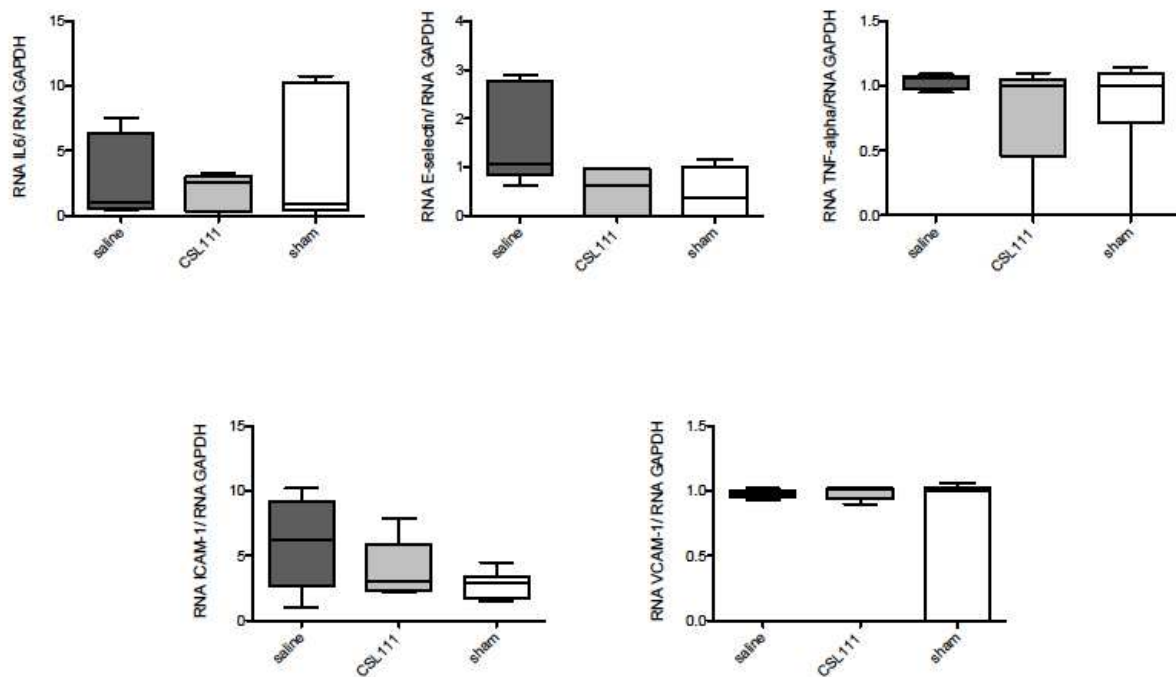 RNA IL6/ RNA GAPDH
15
10
5
0
saline
CSL111
sham
RNA E-selectin/ RNA GAPDH
4
3
2
1
0
saline
CSL111
sham
RNA TNF-alpha/RNA GAPDH
1.5
1.0
0.5
0.0
saline
CSL111
sham
RNA ICAM-1/ RNA GAPDH
15
10
5
0
saline
CSL111
sham
RNA VCAM-1/ RNA GAPDH
1.5
1.0
0.5
0.0
saline
CSL111
sham